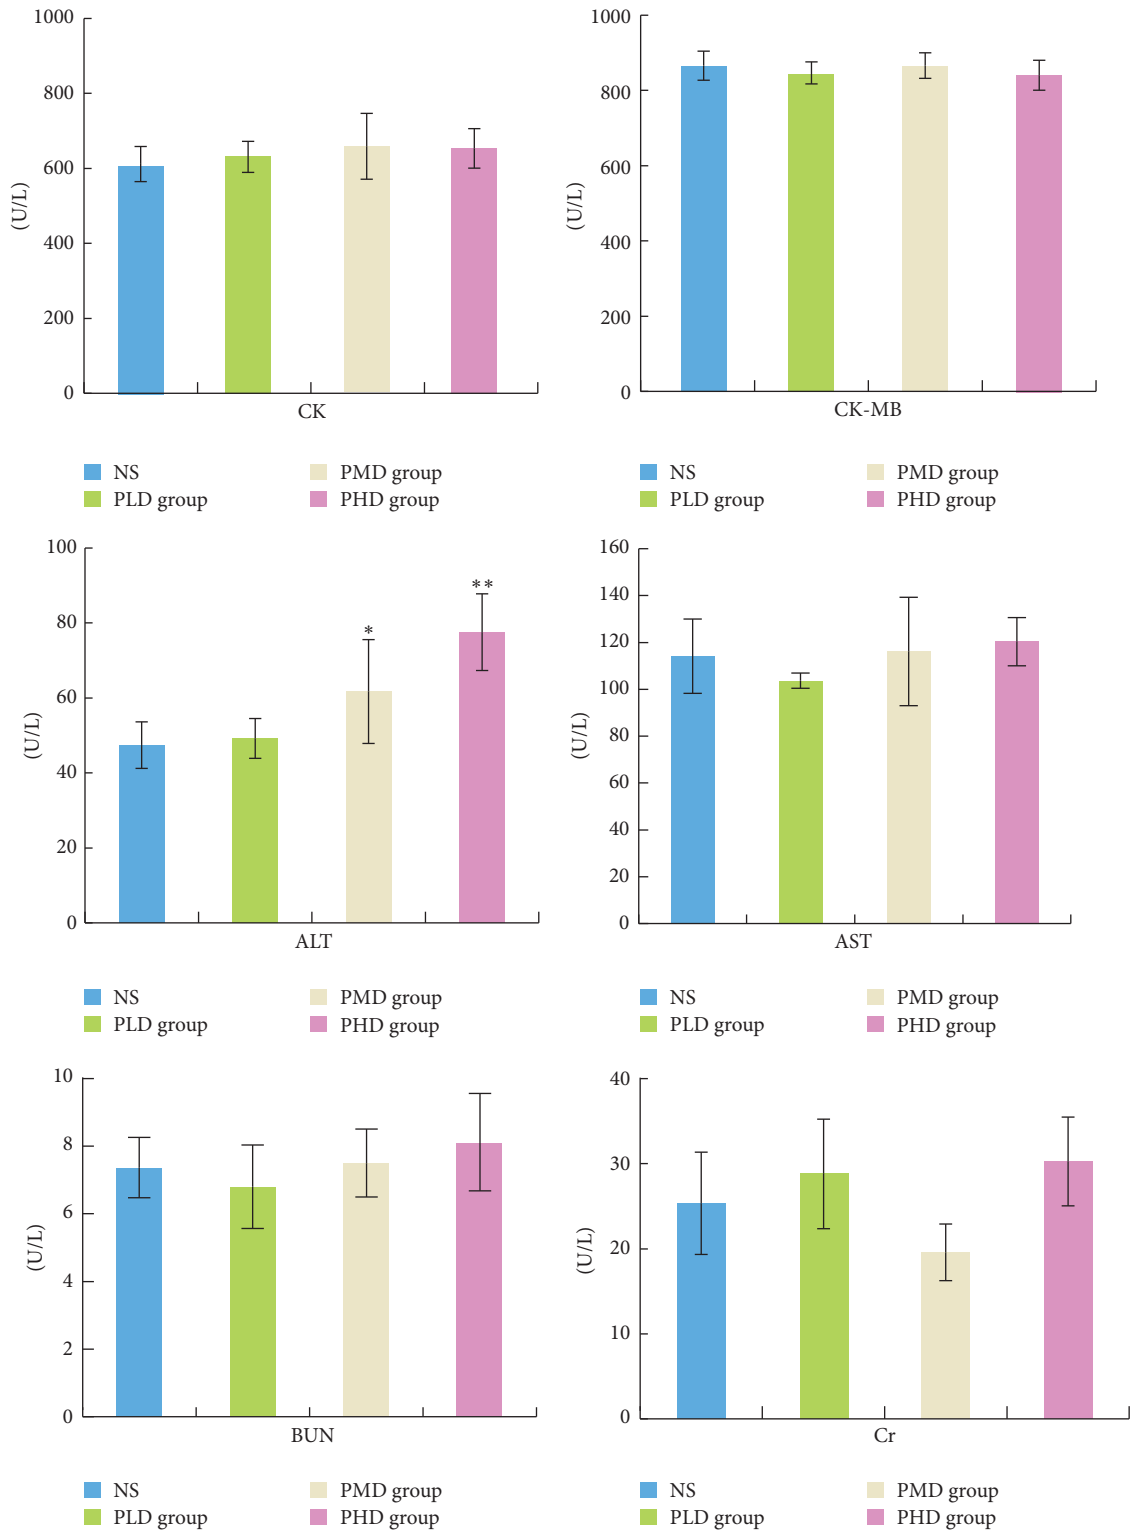 1000
800
600
400
200
0
(U/L)
CK
NS
PLD group
PMD group
PHD group
1000
800
600
400
200
0
(U/L)
CK-MB
NS
PLD group
PMD group
PHD group
100
80
60
40
20
0
(U/L)
*
**
ALT
NS
PLD group
PMD group
PHD group
160
140
120
100
80
60
40
20
0
(U/L)
AST
NS
PLD group
PMD group
PHD group
10
8
6
4
2
0
(U/L)
BUN
NS
PLD group
PMD group
PHD group
40
30
20
10
0
(U/L)
Cr
NS
PLD group
PMD group
PHD group